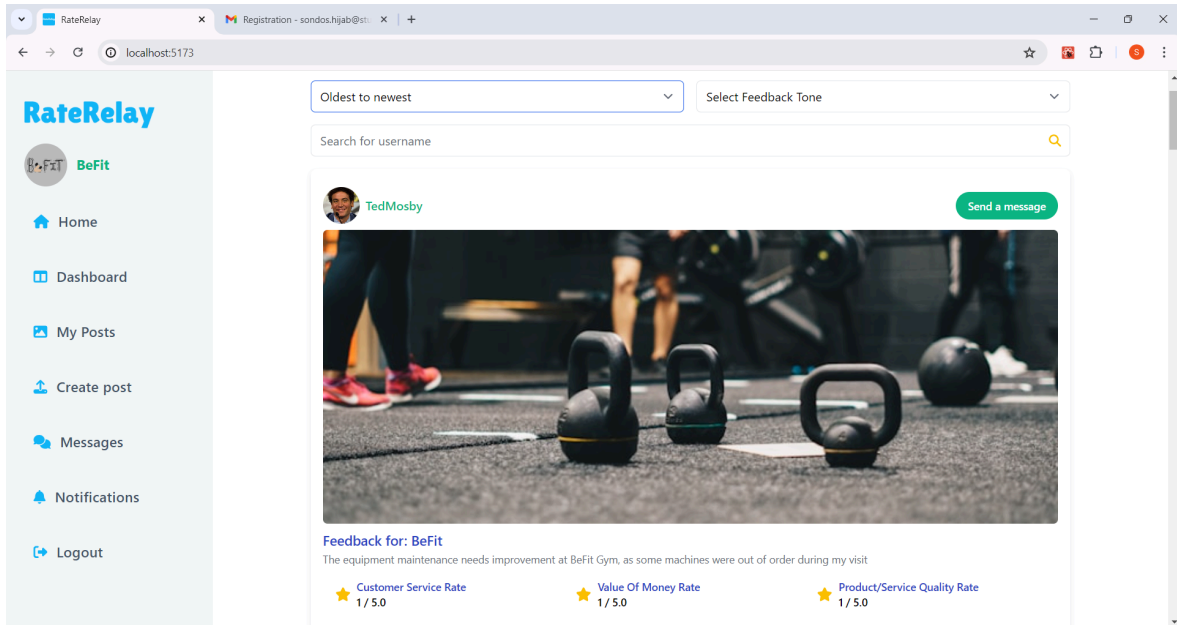 RateRelay
Registration - sondos.hijab@st
localhost:5173
S
RateRelay
BeFIT
BeFit
Home
Dashboard
My Posts
Create post
Messages
Notifications
Logout
Oldest to newest
Select Feedback Tone
Search for username
TedMosby
Send a message
Feedback for: BeFit
The equipment maintenance needs improvement at BeFit Gym, as some machines were out of order during my visit
Customer Service Rate
1 / 5.0
Value Of Money Rate
1 / 5.0
Product/Service Quality Rate
1 / 5.0